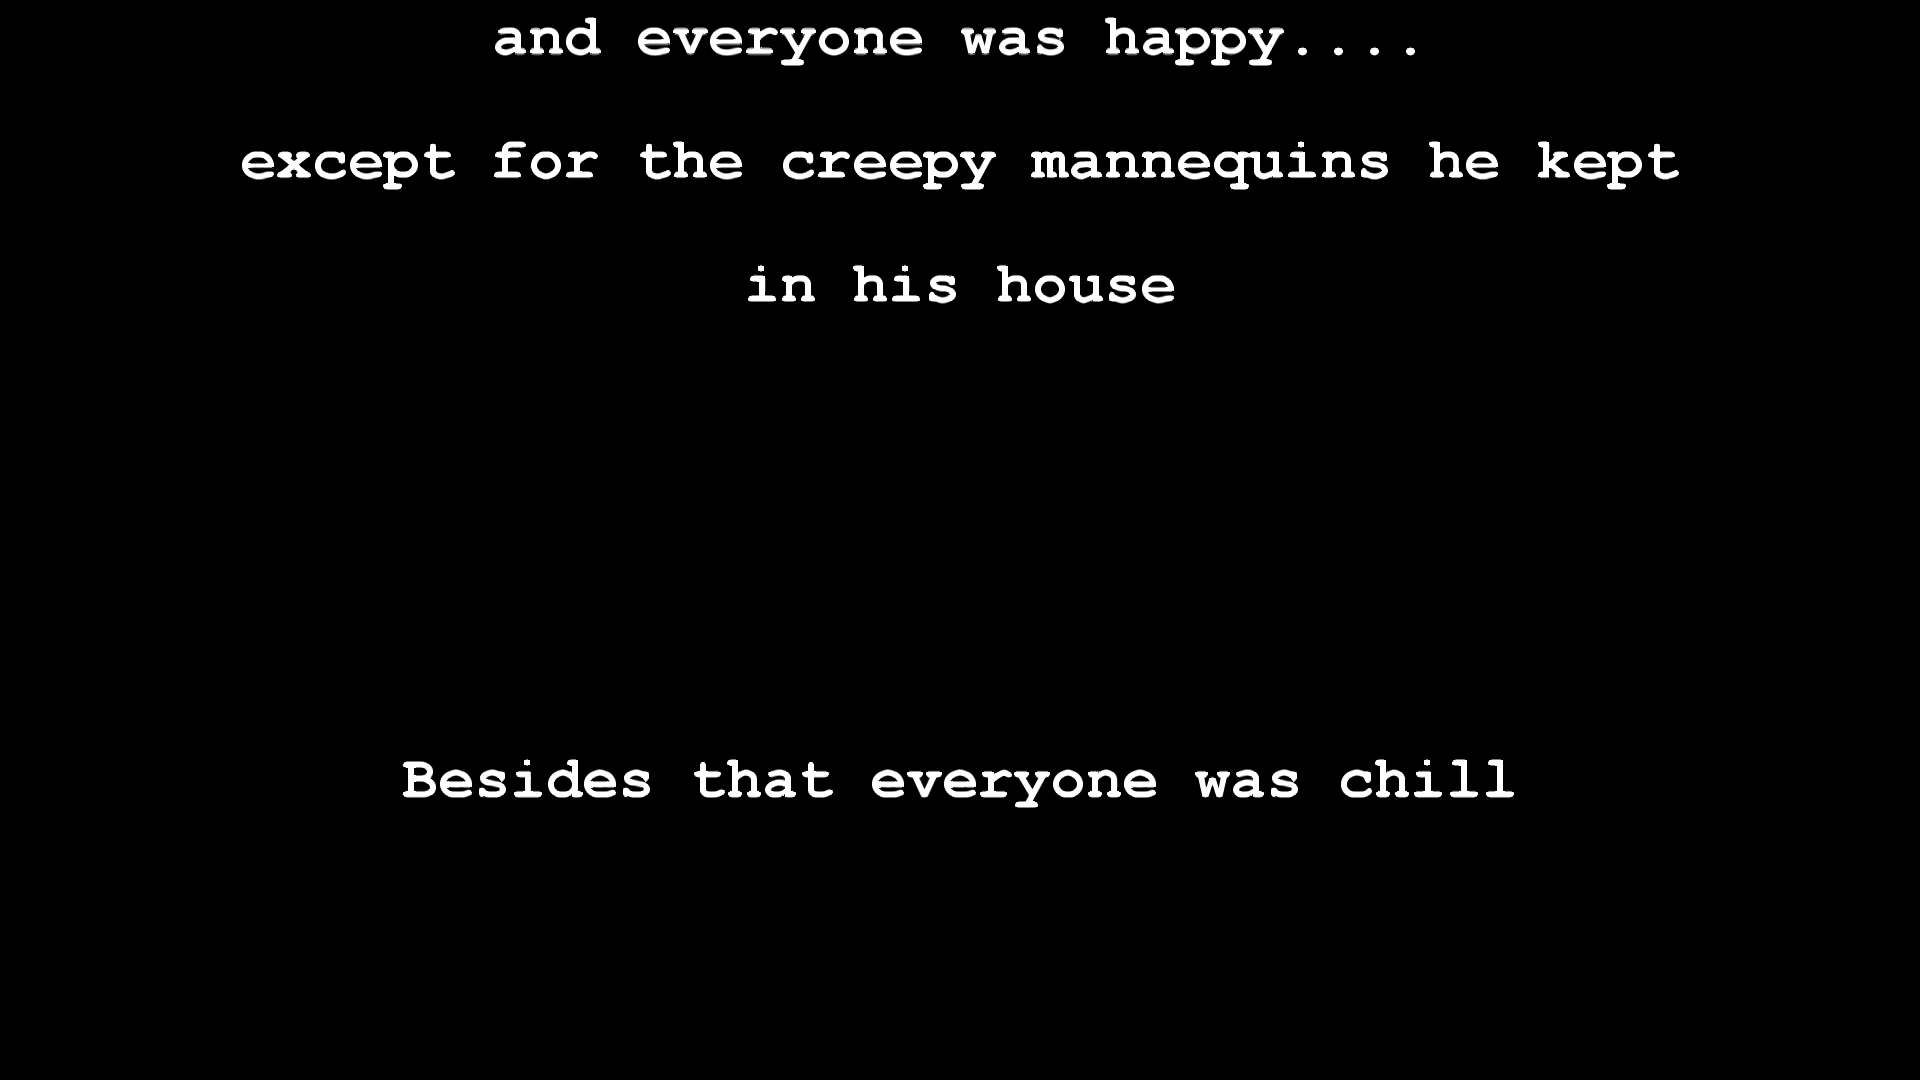 and everyone was happy....
except for the creepy mannequins he kept
in his house
Besides that everyone was chill